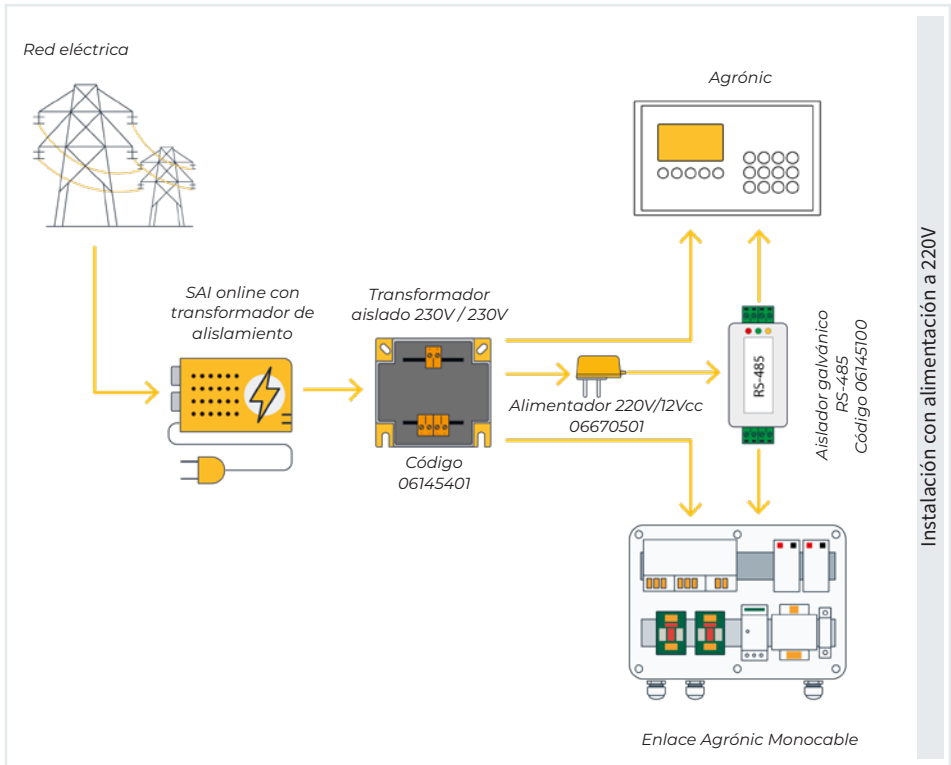 Red eléctrica
Agrónic
SAI online con
transformador de
alislamiento
Transformador
aislado 230V / 230V
Código
06145401
Alimentador 220V/12Vcc
06670501
RS-485
Aislador galvánico
RS-485
Código 06145100
Enlace Agrónic Monocable
Instalación con alimentación a 220V